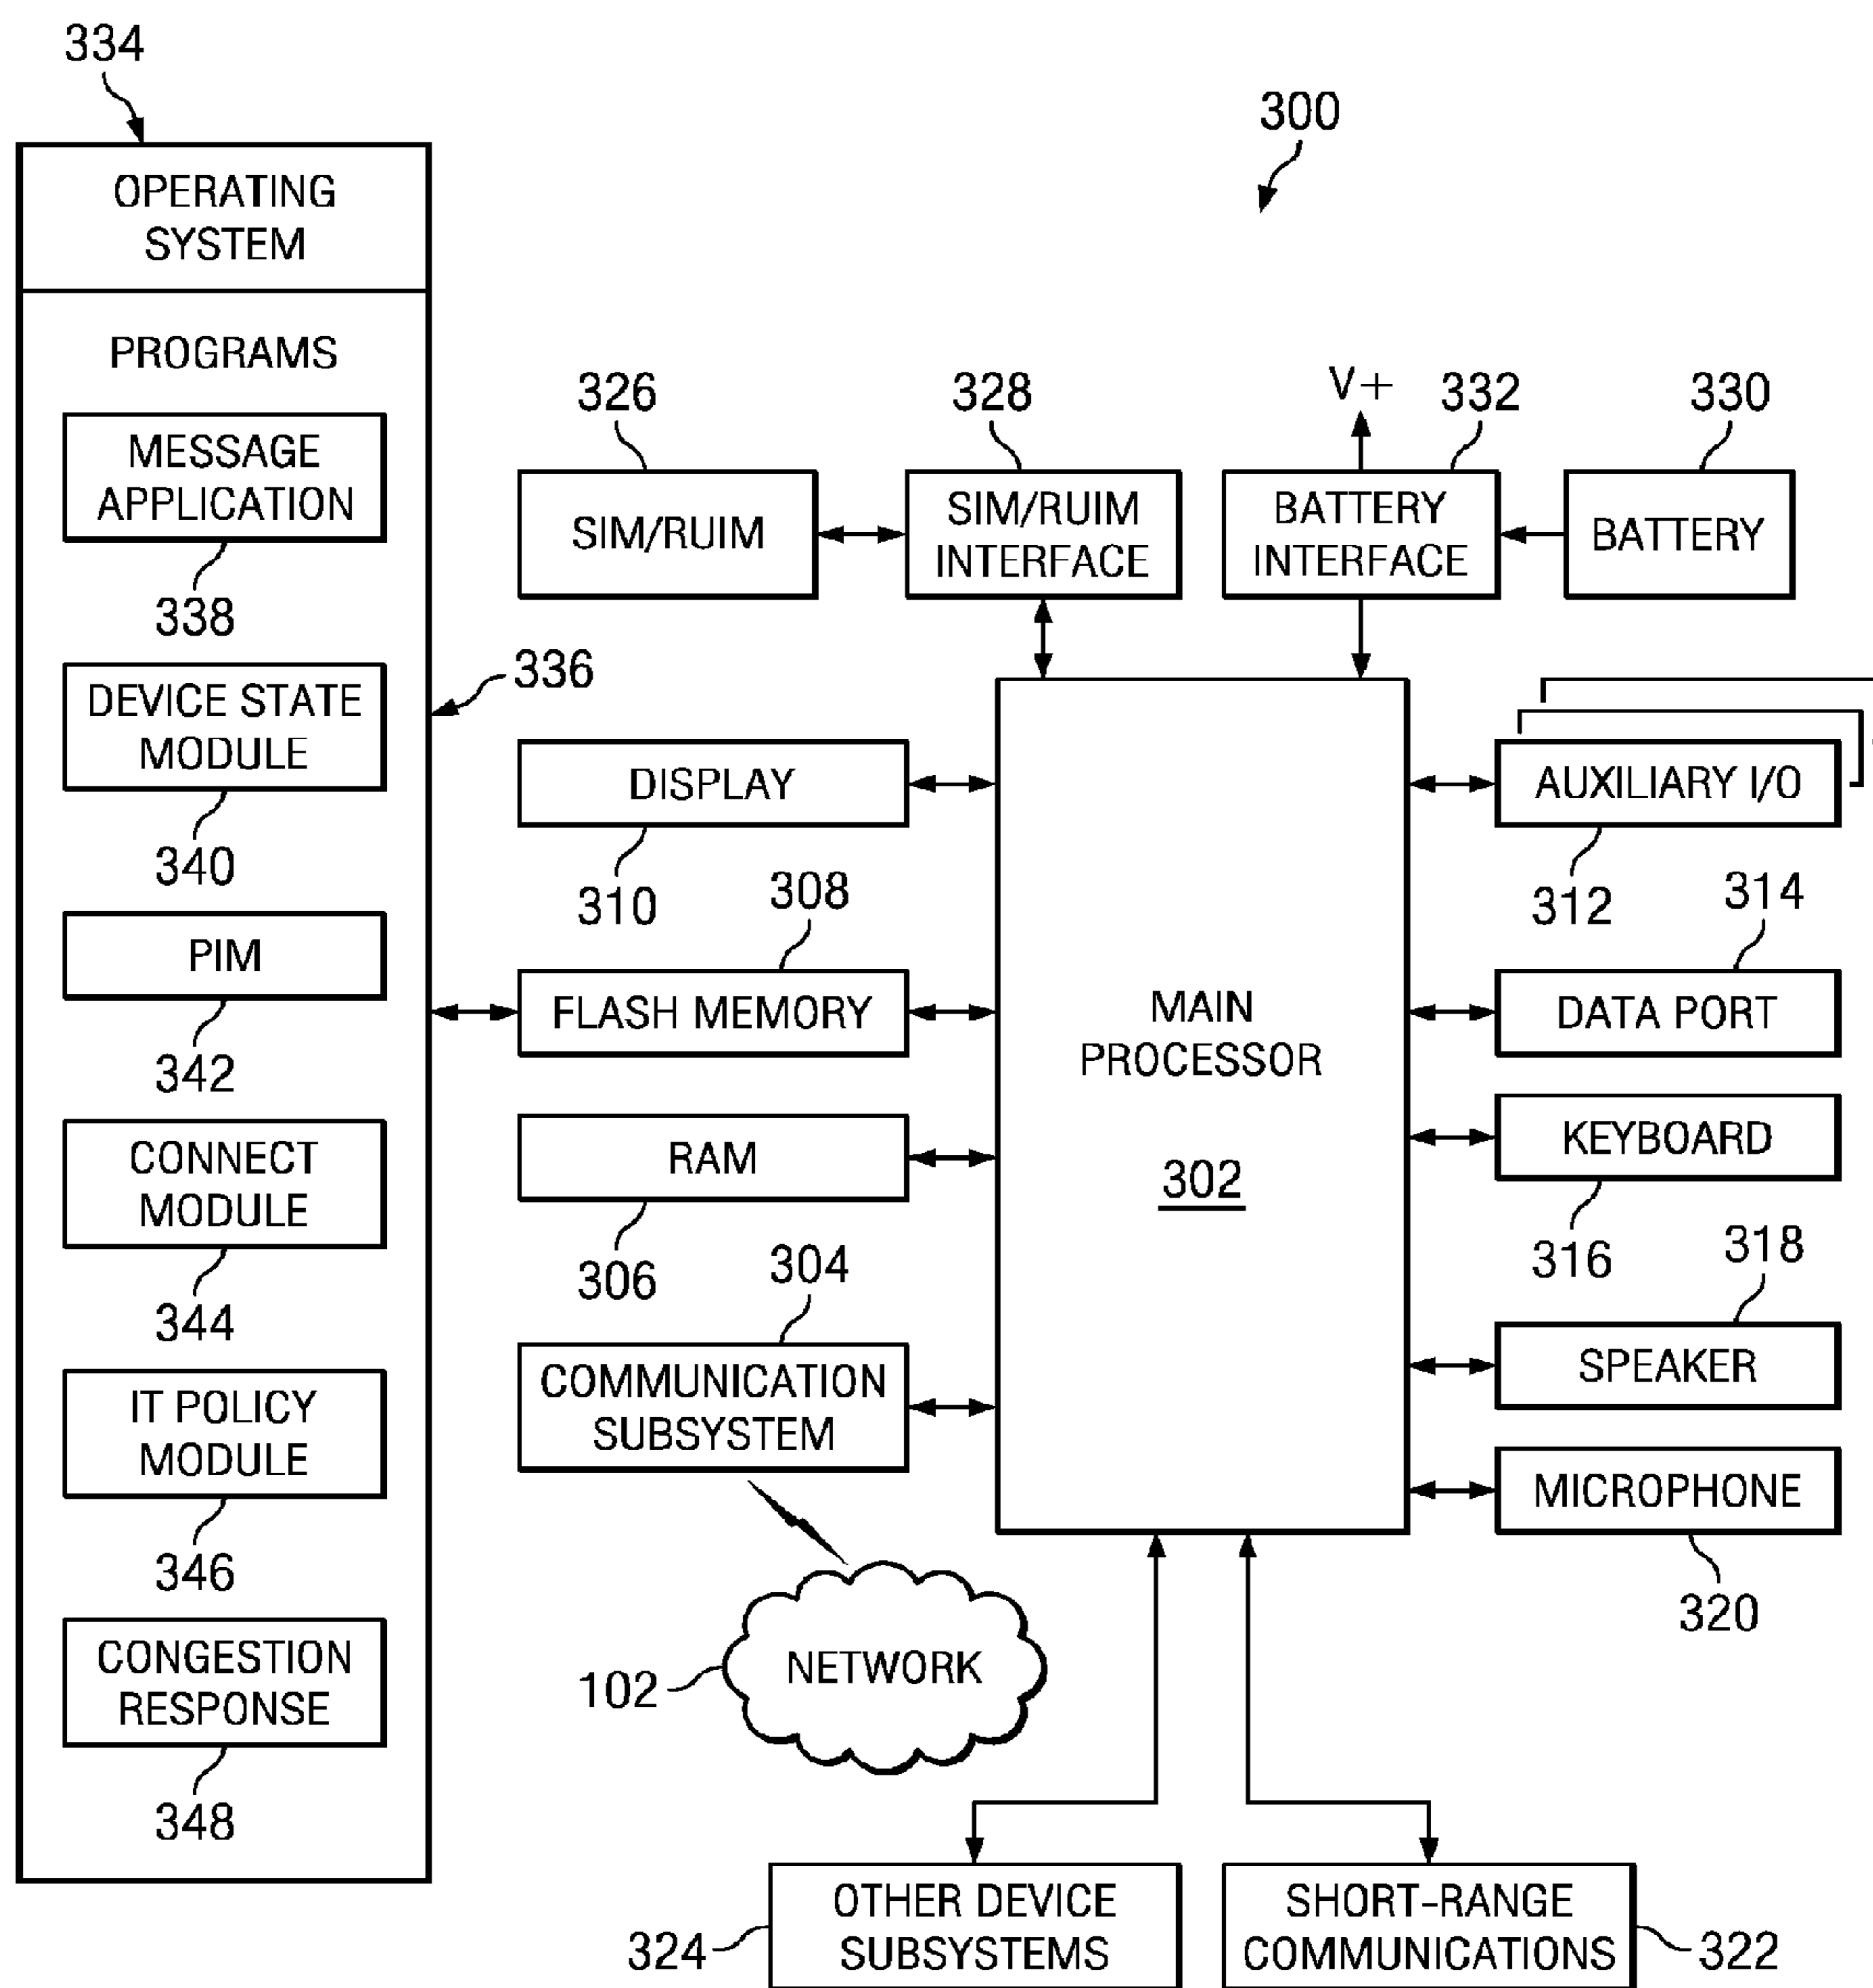 334
OPERATING
SYSTEM
PROGRAMS
MESSAGE
APPLICATION
338
DEVICE STATE
MODULE
340
PIM
342
CONNECT
MODULE
344
IT POLICY
MODULE
346
CONGESTION
RESPONSE
348
336
300
326
SIM/RUIM
328
SIM/RUIM
INTERFACE
V+
332
BATTERY
INTERFACE
330
BATTERY
DISPLAY
310
308
FLASH MEMORY
RAM
306
304
COMMUNICATION
SUBSYSTEM
MAIN
PROCESSOR
302
AUXILIARY I/O
312
314
DATA PORT
KEYBOARD
316
318
SPEAKER
MICROPHONE
320
102
NETWORK
324
OTHER DEVICE
SUBSYSTEMS
SHORT-RANGE
COMMUNICATIONS
322